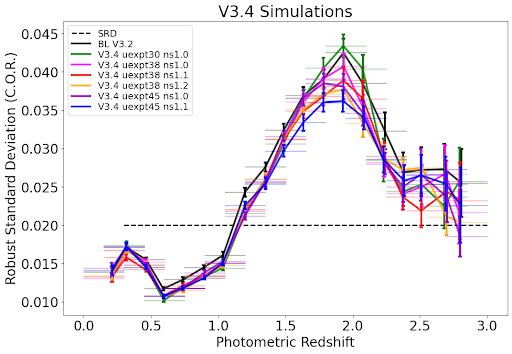 V3.4 Simulations
SRD
BL V3.2
V3.4 uexpt30 ns1.0
V3.4 uexpt38 ns1.0
V3.4 uexpt38 ns1.1
V3.4 uexpt38 ns1.2
V3.4 uexpt45 ns1.0
V3.4 uexpt45 ns1.1
Robust Standard Deviation (C.O.R.)
0.045
0.040
0.035
0.030
0.025
0.020
0.015
0.010
0.0 0.5 1.0 1.5 2.0 2.5 3.0
Photometric Redshift